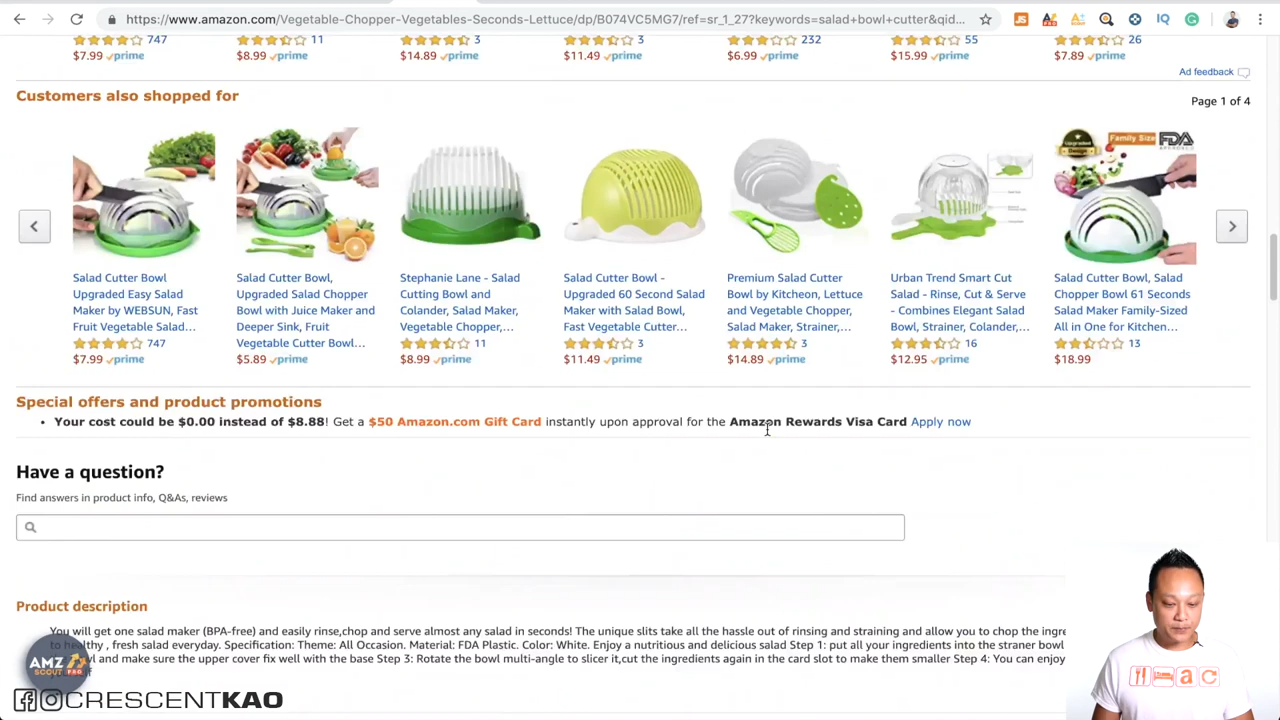 https://www.amazon.com/Vegetable-Chopper-Vegetables-Seconds-Lettuce/dp/B074VC5MG7/ref=sr_1_27?keywords=salad+bowl+cutter&qid...
JS
IQ
747
11
3
3
232
55
26
$7.99 prime
$8.99 prime
$14.89 prime
$11.49 prime
$6.99 prime
$15.99 prime
$7.89 prime
Ad feedback
Customers also shopped for
Page 1 of 4
Upgraded Design
Family Size FDA
APPROVED
Salad Cutter Bowl
Upgraded Easy Salad
Maker by WEBSUN, Fast
Fruit Vegetable Salad...
747
$7.99 prime
Salad Cutter Bowl,
Upgraded Salad Chopper
Bowl with Juice Maker and
Deeper Sink, Fruit
Vegetable Cutter Bowl...
$5.89 prime
Stephanie Lane - Salad
Cutting Bowl and
Colander, Salad Maker,
Vegetable Chopper,...
11
$8.99 prime
Salad Cutter Bowl -
Upgraded 60 Second Salad
Maker with Salad Bowl,
Fast Vegetable Cutter...
3
$11.49 prime
Premium Salad Cutter
Bowl by Kitcheon, Lettuce
and Vegetable Chopper,
Salad Maker, Strainer,...
3
$14.89 prime
Urban Trend Smart Cut
Salad - Rinse, Cut & Serve
- Combines Elegant Salad
Bowl, Strainer, Colander,...
16
$12.95 prime
Salad Cutter Bowl, Salad
Chopper Bowl 61 Seconds
Salad Maker Family-Sized
All in One for Kitchen...
13
$18.99
Special offers and product promotions
• Your cost could be $0.00 instead of $8.88! Get a $50 Amazon.com Gift Card instantly upon approval for the Amazon Rewards Visa Card Apply now
Have a question?
Find answers in product info, Q&As, reviews
Product description
You will get one salad maker (BPA-free) and easily rinse,chop and serve almost any salad in seconds! The unique slits take all the hassle out of rinsing and straining and allow you to chop the ingre
to healthy , fresh salad everyday. Specification: Theme: All Occasion. Material: FDA Plastic. Color: White. Enjoy a nutritious and delicious salad Step 1: put all your ingredients into the straner bowl
and make sure the upper cover fix well with the base Step 3: Rotate the bowl multi-angle to slicer it,cut the ingredients again in the card slot to make them smaller Step 4: You can enjoy
AMZ
SCOUT PRO
CRESCENTKAO
a